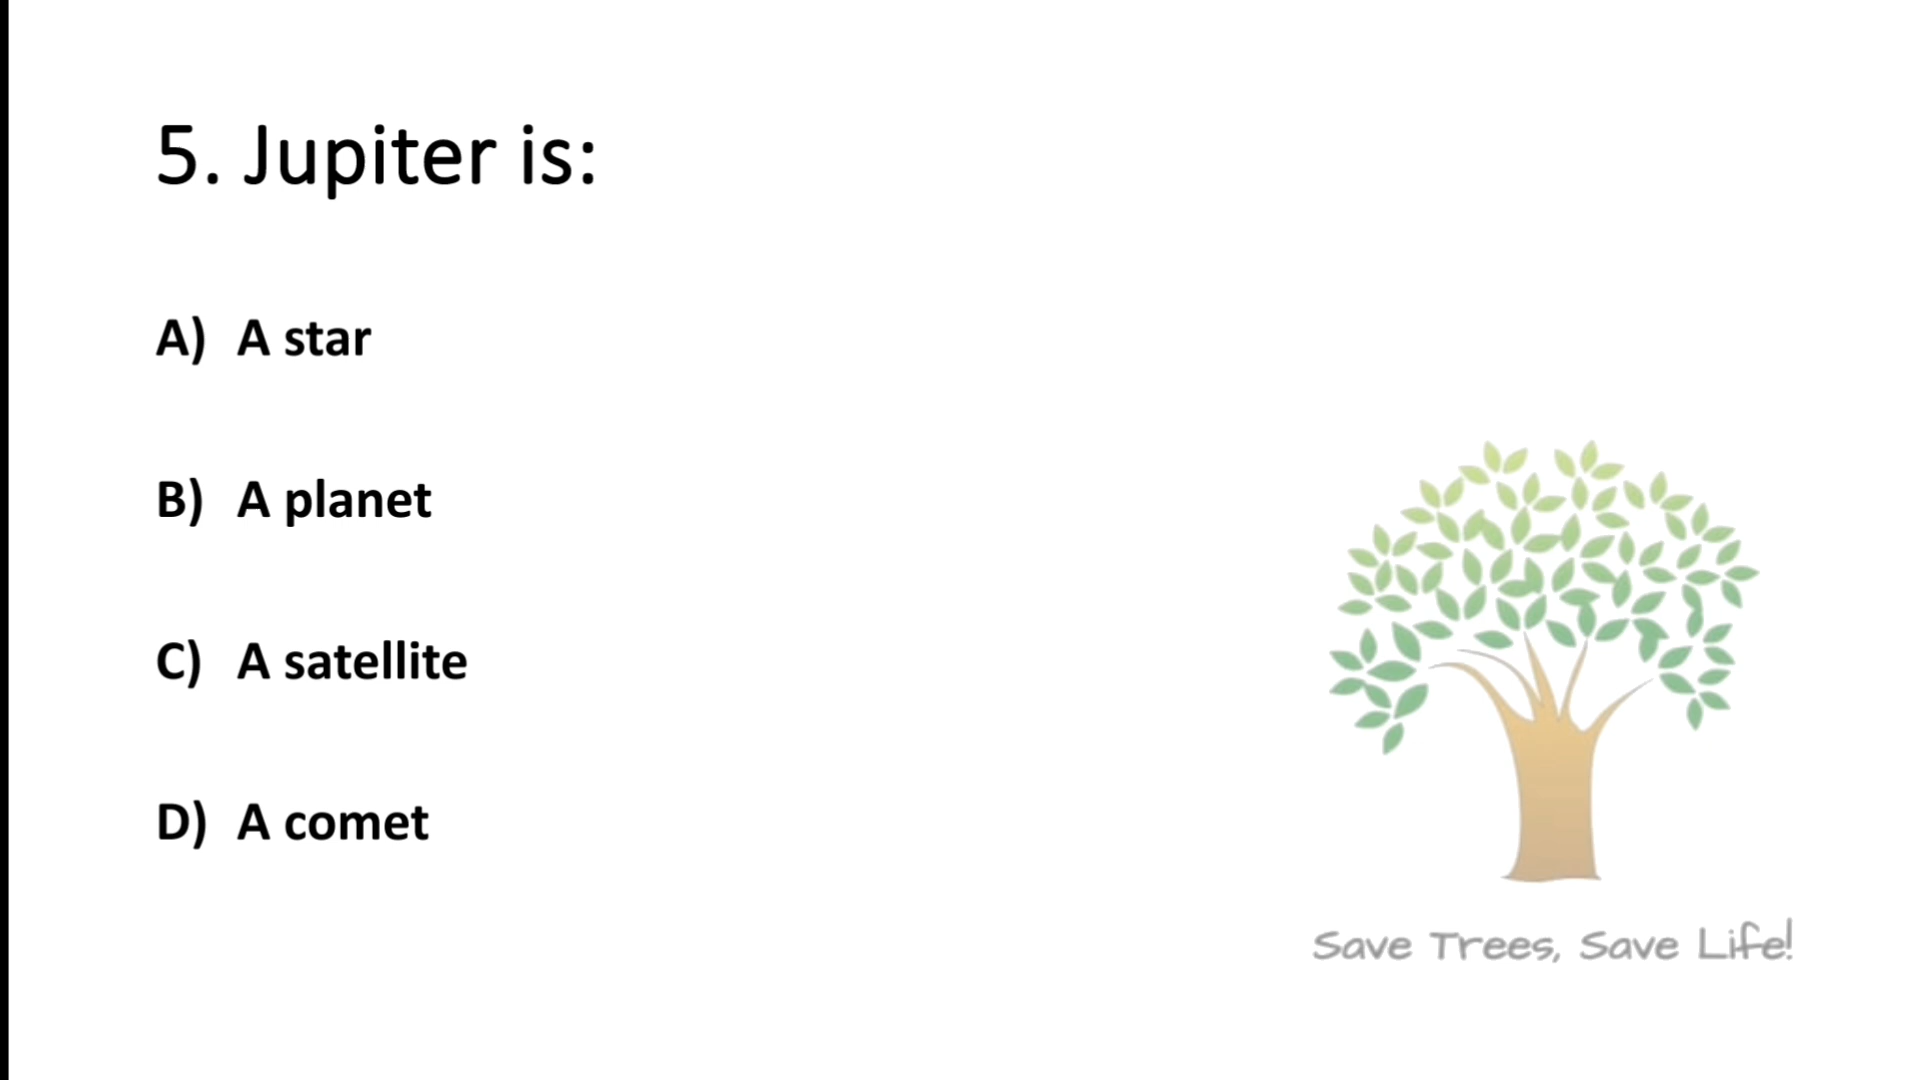 5. Jupiter is:
A) A star
B) A planet
C) A satellite
D) A comet
Save Trees, Save Life!